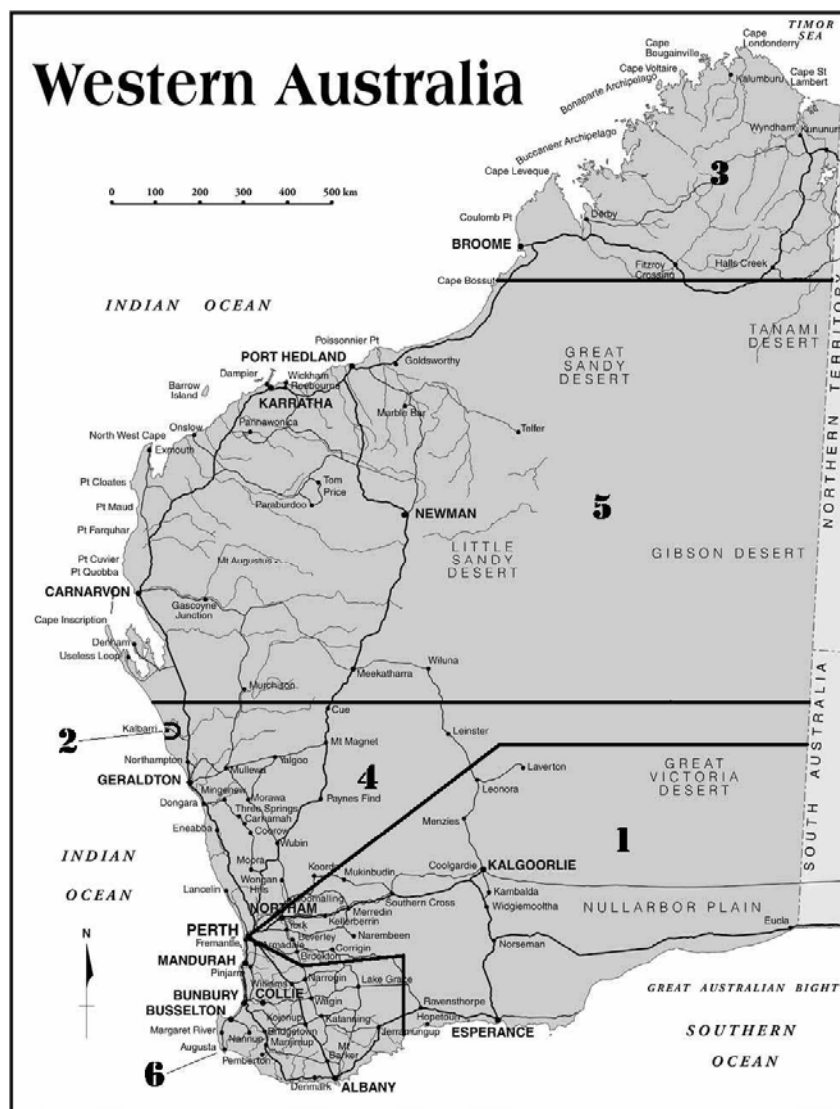 TIMOR
SEA
Western Australia
Cape
Londonderry
Cape
Bougainville
Cape Voltaire
Bonaparte Archipelago
Kalumburu
Cape St
Lambert
Buccaneer Archipelago
Wyndham
Kununurra
0 100 200 300 400 500 km
Cape Leveque
3
Coulomb Pt
Derby
BROOME
Fitzroy
Crossing
Halls Creek
Cape Bossut
INDIAN OCEAN
TANAMI
DESERT
GREAT
SANDY
DESERT
NORTHERN TERRITORY
Poissonnier Pt
PORT HEDLAND
Goldsworthy
Dampier
Wickham
Roebourne
KARRATHA
Barrow
Island
Marble Bar
Pannawonica
Onslow
Telfer
North West Cape
Exmouth
Pt Cloates
Tom
Price
Paraburdoo
Pt Maud
NEWMAN
5
Pt Farquhar
LITTLE
SANDY
DESERT
GIBSON DESERT
Pt Cuvier
Pt Quobba
Mt Augustus
CARNARVON
Gascoyne
Junction
Cape Inscription
Denham
Useless Loop
Meekatharra
Wiluna
Murchison
SOUTH AUSTRALIA
Cue
Kalbarri
2
Leinster
Mt Magnet
Northampton
Yalgoo
Mullewa
GREAT
VICTORIA
DESERT
4
Laverton
GERALDTON
Leonora
Mingenew
Morawa
Paynes Find
Dongara
Three Springs
Carnamah
Menzies
Eneabba
Coorow
1
Wubin
INDIAN
OCEAN
Moora
Koorda
Mukinbudin
Coolgardie
KALGOORLIE
Wongan
Hills
Lancelin
Goomalling
Southern Cross
Kambalda
Widgiemooltha
NORTHAM
Merredin
NULLARBOR PLAIN
Kellerberrin
Eucla
PERTH
York
Fremantle
Beverley
Narembeen
Armadale
Corrigin
Norseman
Brookton
N
MANDURAH
Pinjarra
Williams
Narrogin
Lake Grace
GREAT AUSTRALIAN BIGHT
BUNBURY
COLLIE
Wagin
Ravensthorpe
BUSSELTON
Kojonup
Katanning
Hopetoun
ESPERANCE
SOUTHERN
OCEAN
Margaret River
Bridgetown
Jerramungup
Nannup
Manjimup
Augusta
Mt
Barker
6
Pemberton
Denmark
ALBANY